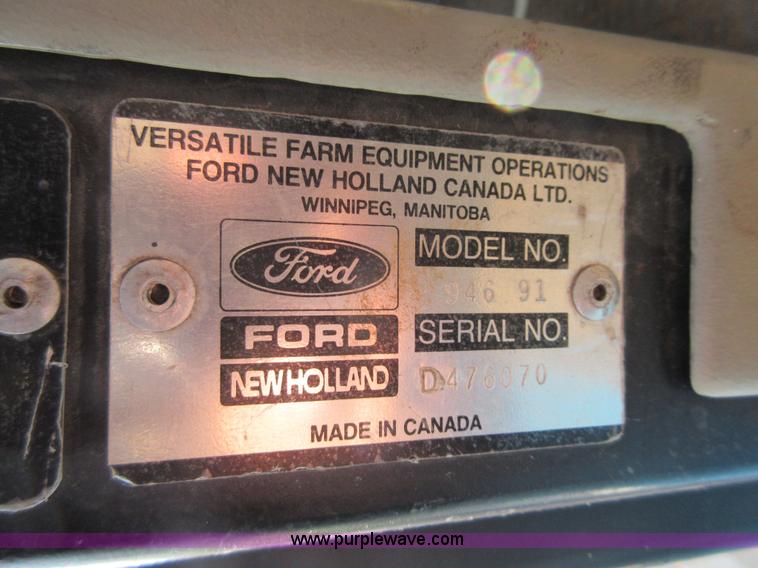 VERSATILE FARM EQUIPMENT OPERATIONS
FORD NEW HOLLAND CANADA LTD.
WINNIPEG, MANITOBA
Ford
MODEL NO.
946 91
FORD
SERIAL NO.
NEW HOLLAND
D476070
MADE IN CANADA
www.purplewave.com